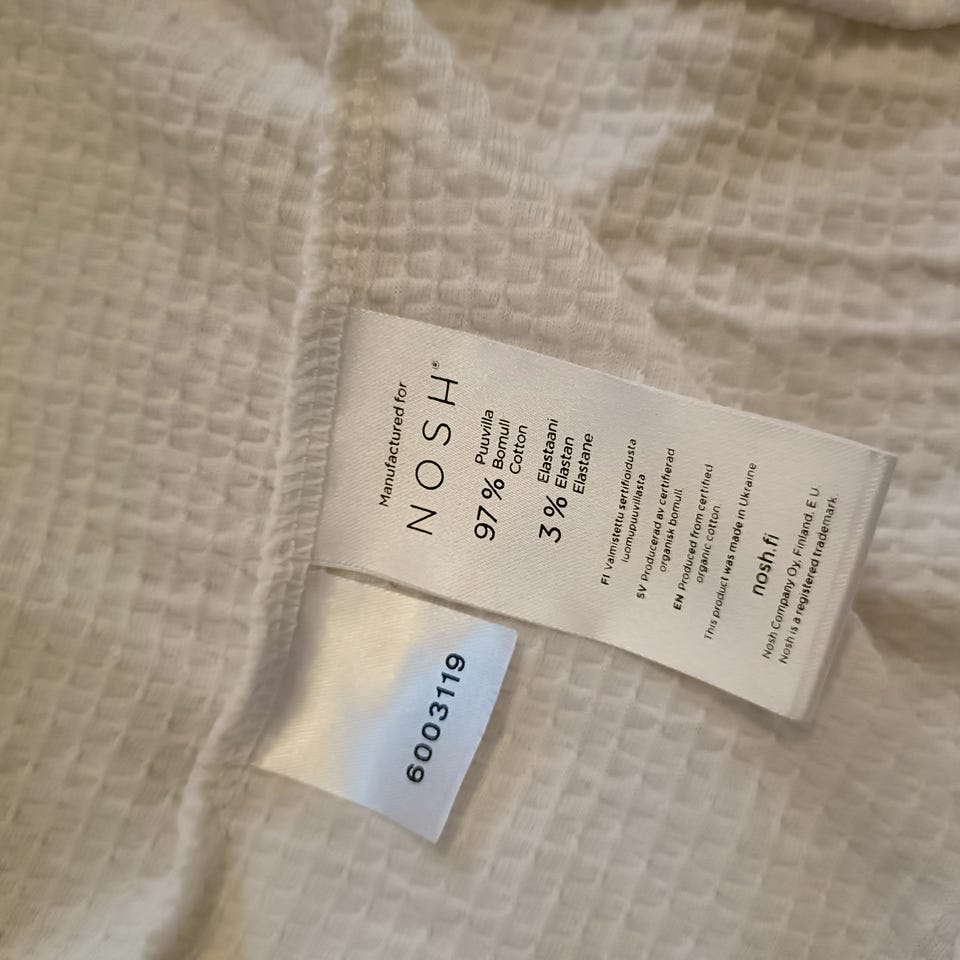 Manufactured for
NOSH®
97 % Puuvilla
Bomull
Cotton
3 % Elastaani
Elastan
Elastane
FI Valmistettu sertifioidusta
luomupuuvillasta
SV Producerad av certifierad
organisk bomull
EN Produced from certified
organic cotton.
This product was made in Ukraine
nosh.fi
Nosh Company Oy, Finland, E U
Nosh is a registered trademark
6003119